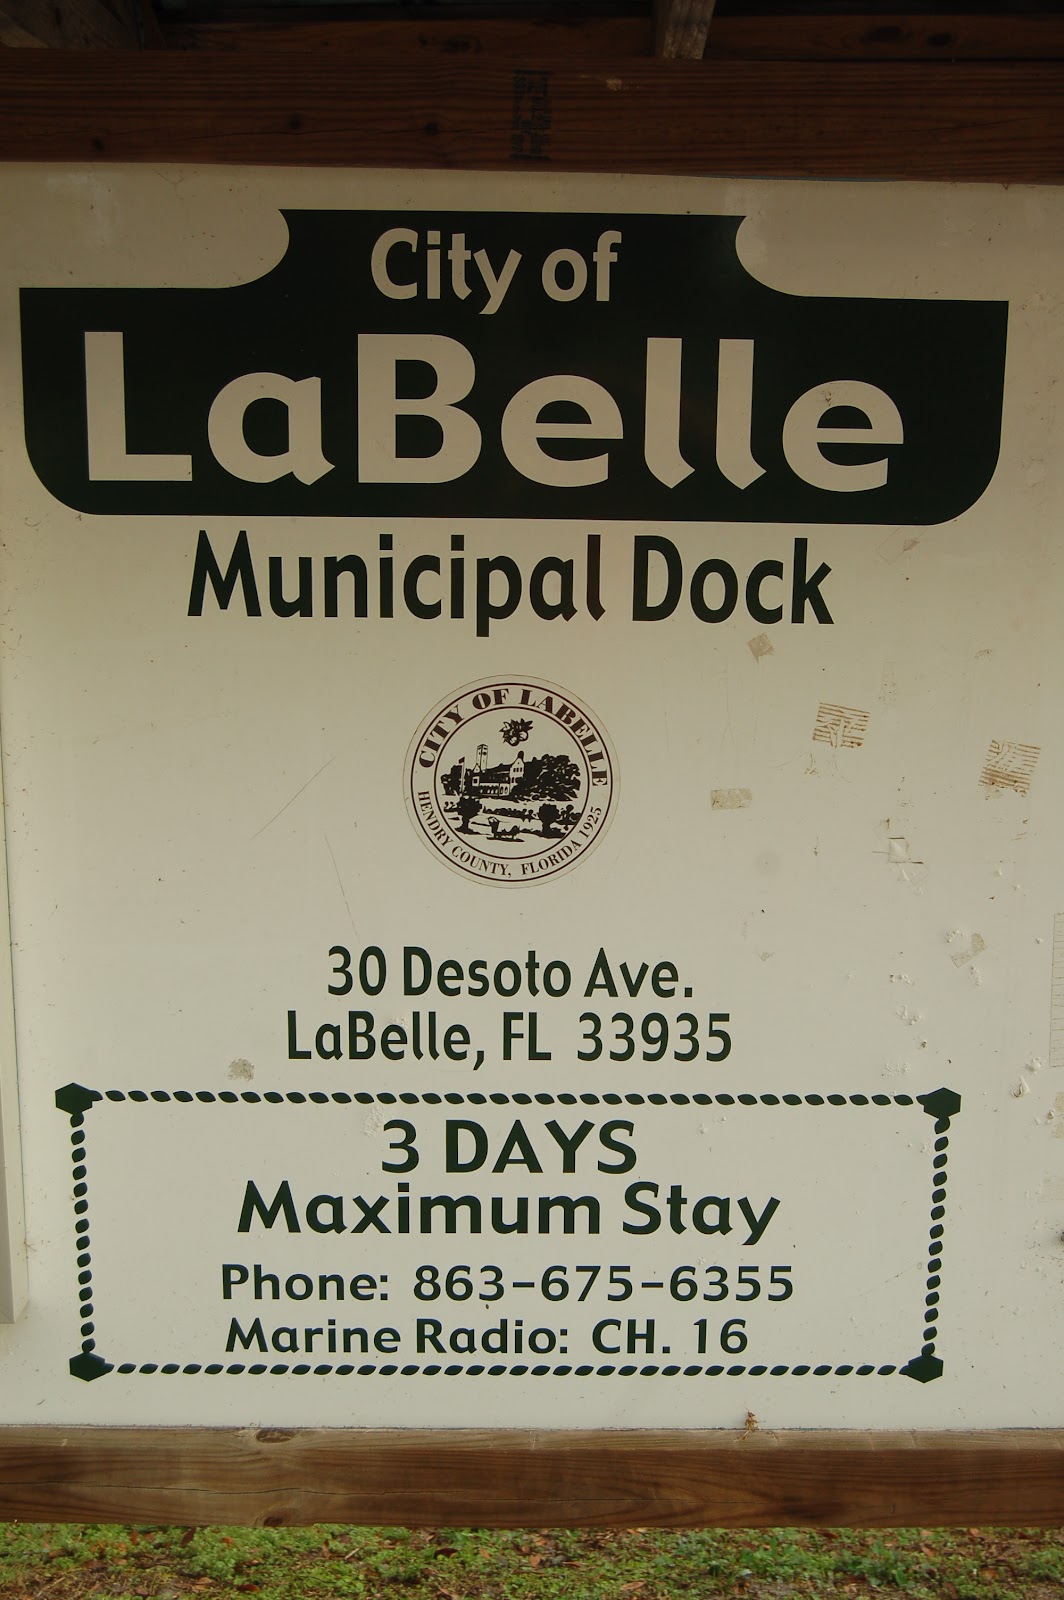 City of
LaBelle
Municipal Dock
CITY OF LABELLE
HENDRY COUNTY, FLORIDA 1925
30 Desoto Ave.
LaBelle, FL 33935
3 DAYS
Maximum Stay
Phone: 863-675-6355
Marine Radio: CH. 16